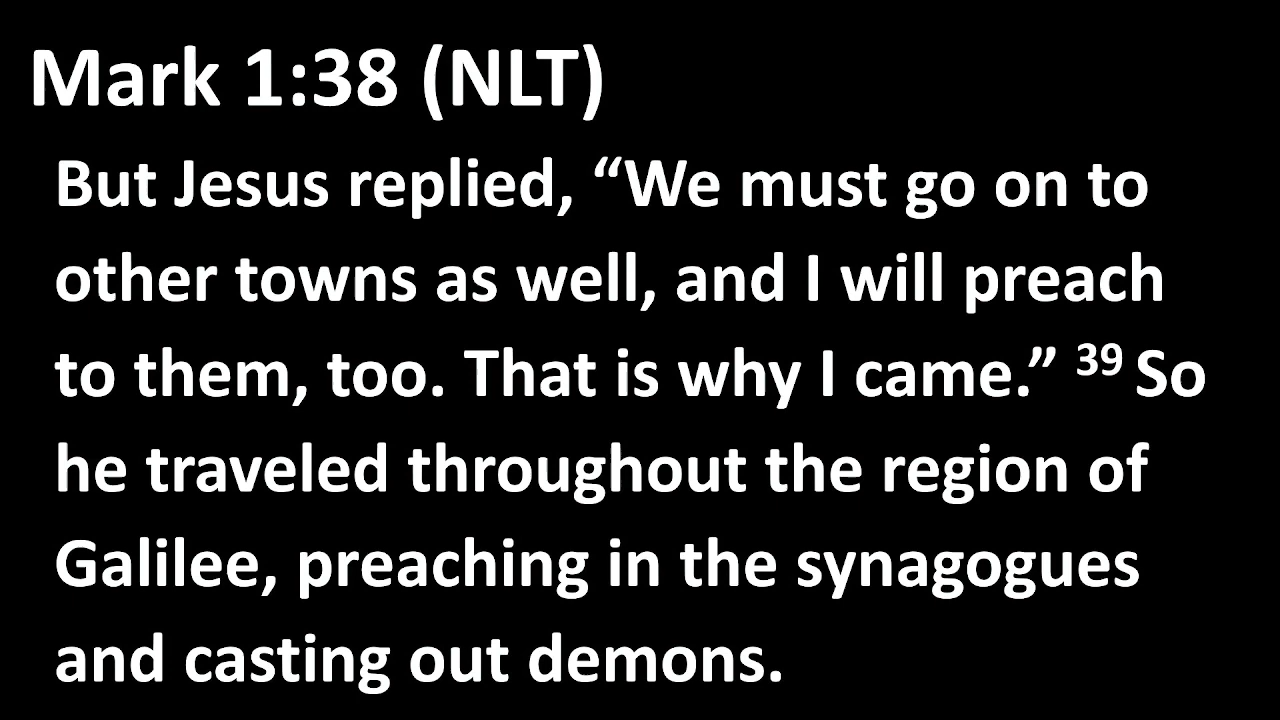 Mark 1:38 (NLT)
But Jesus replied, “We must go on to
other towns as well, and I will preach
to them, too. That is why I came.” 39 So
he traveled throughout the region of
Galilee, preaching in the synagogues
and casting out demons.